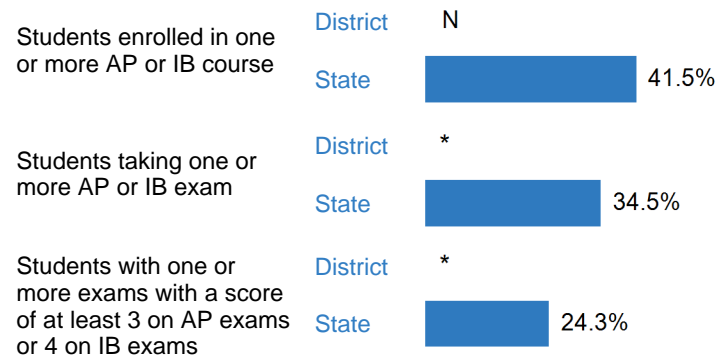 Students enrolled in one
or more AP or IB course
District N
State 41.5%
Students taking one or
more AP or IB exam
District *
State 34.5%
Students with one or
more exams with a score
of at least 3 on AP exams
or 4 on IB exams
District *
State 24.3%